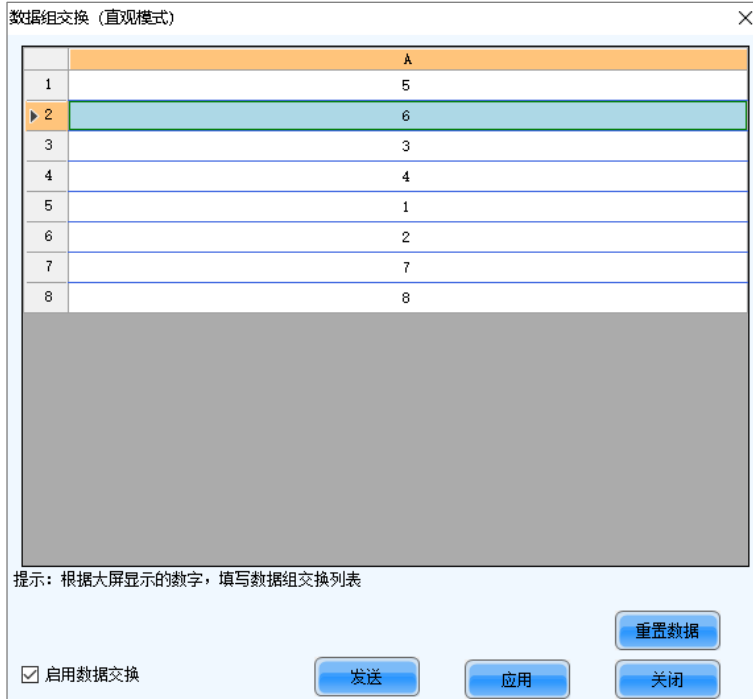 数据组交换 (直观模式)
A
1 5
2 6
3 3
4 4
5 1
6 2
7 7
8 8
提示：根据大屏显示的数字，填写数据组交换列表
重置数据
启用数据交换 发送 应用 关闭